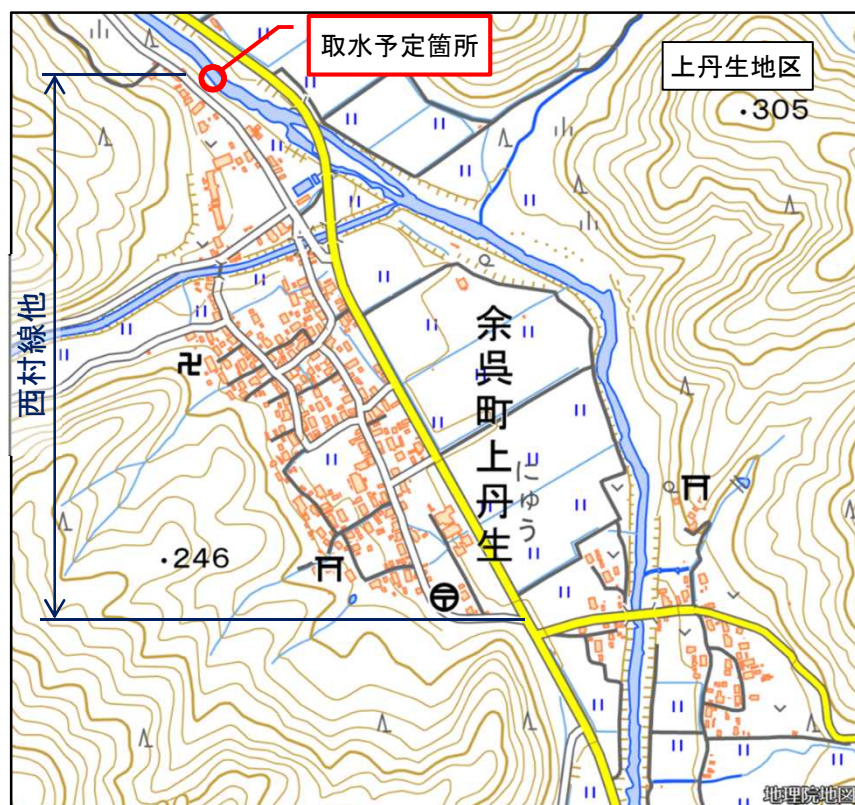 取水予定箇所
上丹生地区
・305
西村線他
余呉町上丹生
にゅう
・246
地理院地図